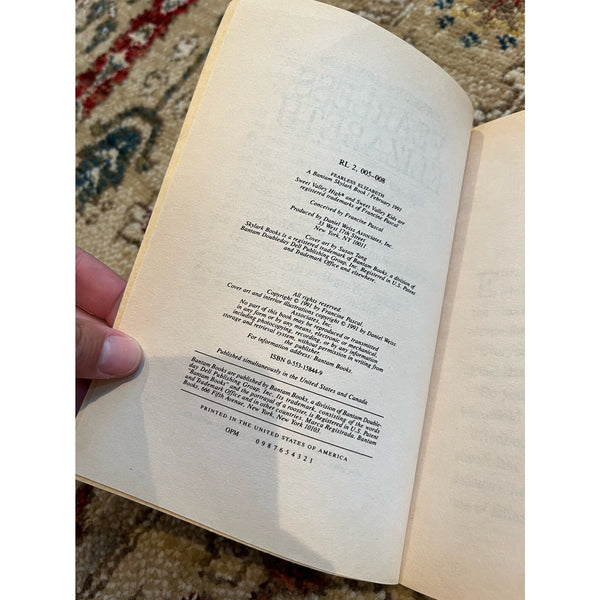 RL 2, 005-008
FEARLESS ELIZABETH
A Bantam Skylark Book / February 1991
Sweet Valley High® and Sweet Valley Kids are
registered trademarks of Francine Pascal
Conceived by Francine Pascal
Produced by Daniel Weiss Associates, Inc.
33 West 17th Street
New York, NY 10011
Cover art by Susan Tang
Skylark Books is a registered trademark of Bantam Books, a division of
Bantam Doubleday Dell Publishing Group, Inc. Registered in U.S. Patent
and Trademark Office and elsewhere.
All rights reserved.
Copyright © 1991 by Francine Pascal.
Cover art and interior illustrations copyright © 1991 by Daniel Weiss
Associates, Inc.
No part of this book may be reproduced or transmitted
in any form or by any means, electronic or mechanical,
including photocopying, recording, or by any information
storage and retrieval system, without permission in writing from
the publisher.
For information address: Bantam Books.
ISBN 0-553-15844-9
Published simultaneously in the United States and Canada
Bantam Books are published by Bantam Books, a division of Bantam Double-
day Dell Publishing Group, Inc. Its trademark, consisting of the words
"Bantam Books" and the portrayal of a rooster, is Registered in U.S. Patent
and Trademark Office and in other countries. Marca Registrada. Bantam
Books, 666 Fifth Avenue, New York, New York 10103.
PRINTED IN THE UNITED STATES OF AMERICA
OPM 0 9 8 7 6 5 4 3 2 1